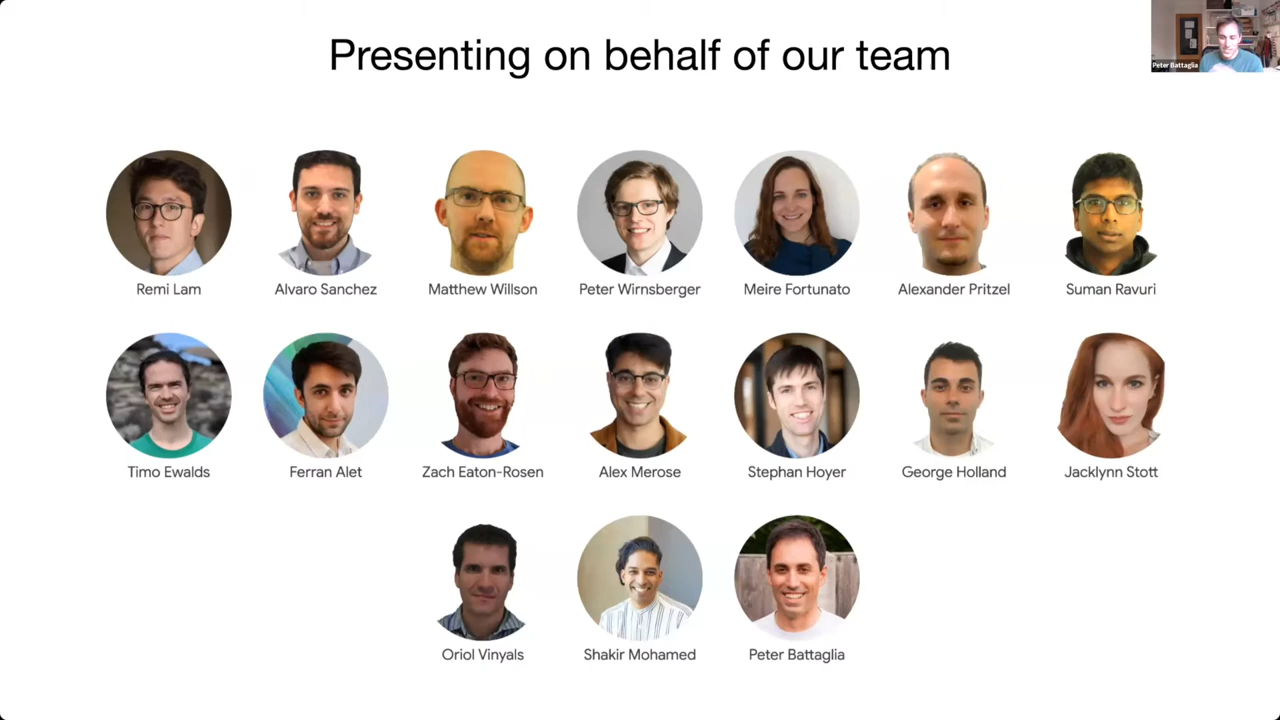 Presenting on behalf of our team
Peter Battaglia
Remi Lam
Alvaro Sanchez
Matthew Willson
Peter Wirnsberger
Meire Fortunato
Alexander Pritzel
Suman Ravuri
Timo Ewalds
Ferran Alet
Zach Eaton-Rosen
Alex Merose
Stephan Hoyer
George Holland
Jacklynn Stott
Oriol Vinyals
Shakir Mohamed
Peter Battaglia